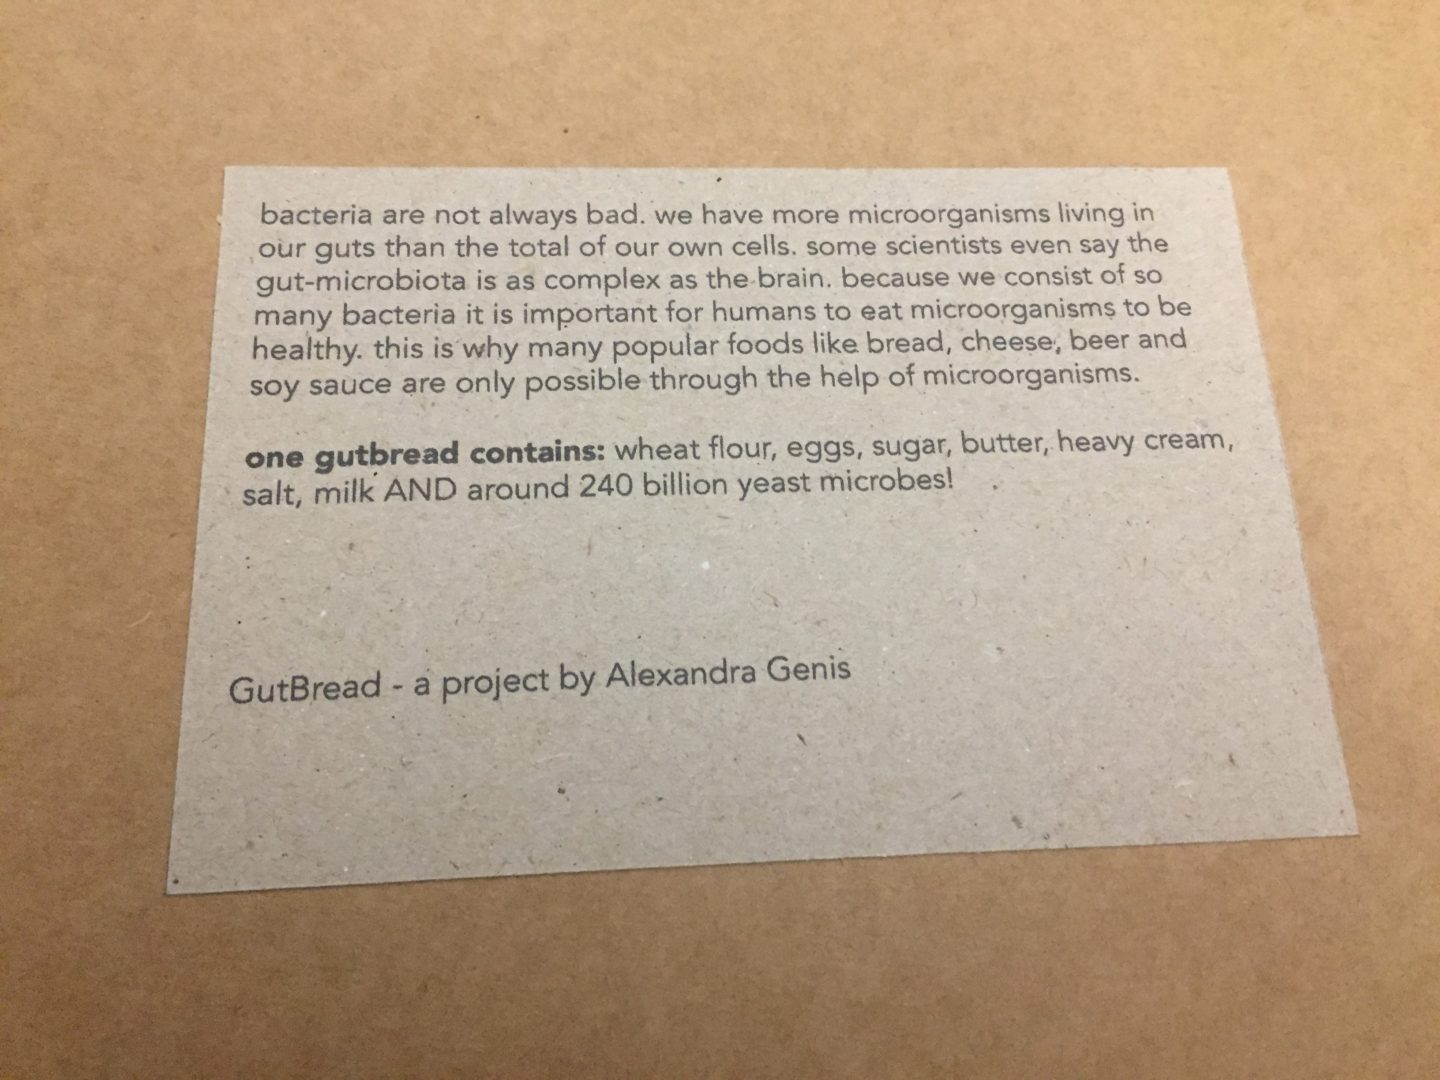 bacteria are not always bad. we have more microorganisms living in
our guts than the total of our own cells. some scientists even say the
gut-microbiota is as complex as the brain. because we consist of so
many bacteria it is important for humans to eat microorganisms to be
healthy. this is why many popular foods like bread, cheese, beer and
soy sauce are only possible through the help of microorganisms.
one gutbread contains: wheat flour, eggs, sugar, butter, heavy cream,
salt, milk AND around 240 billion yeast microbes!
GutBread - a project by Alexandra Genis